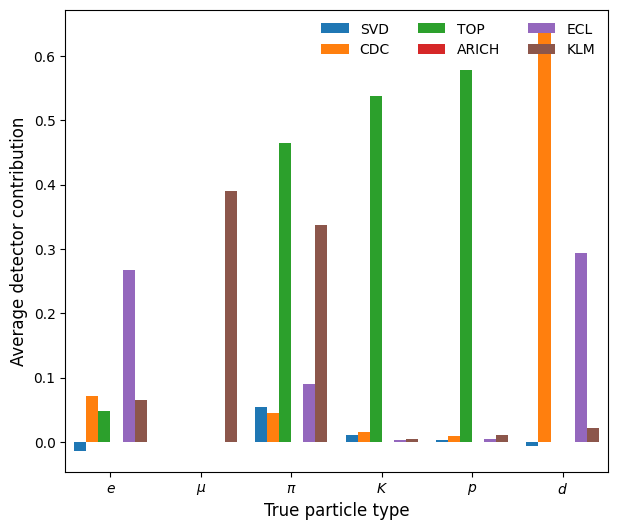 SVD TOP ECL
CDC ARICH KLM
Average detector contribution
0.6
0.5
0.4
0.3
0.2
0.1
0.0
e μ π K p d
True particle type